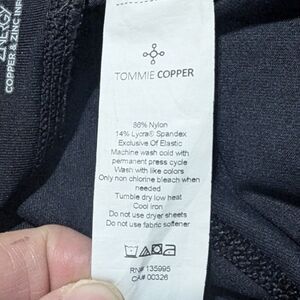 ENERGY
COPPER & ZINC INF
TOMMIE COPPER
86% Nylon
14% Lycra® Spandex
Exclusive Of Elastic
Machine wash cold with
permanent press cycle
Wash with like colors
Only non chlorine bleach when
needed
Tumble dry low heat
Cool iron
Do not use dryer sheets
Do not use fabric softener
RN# 135995
CA# 00326